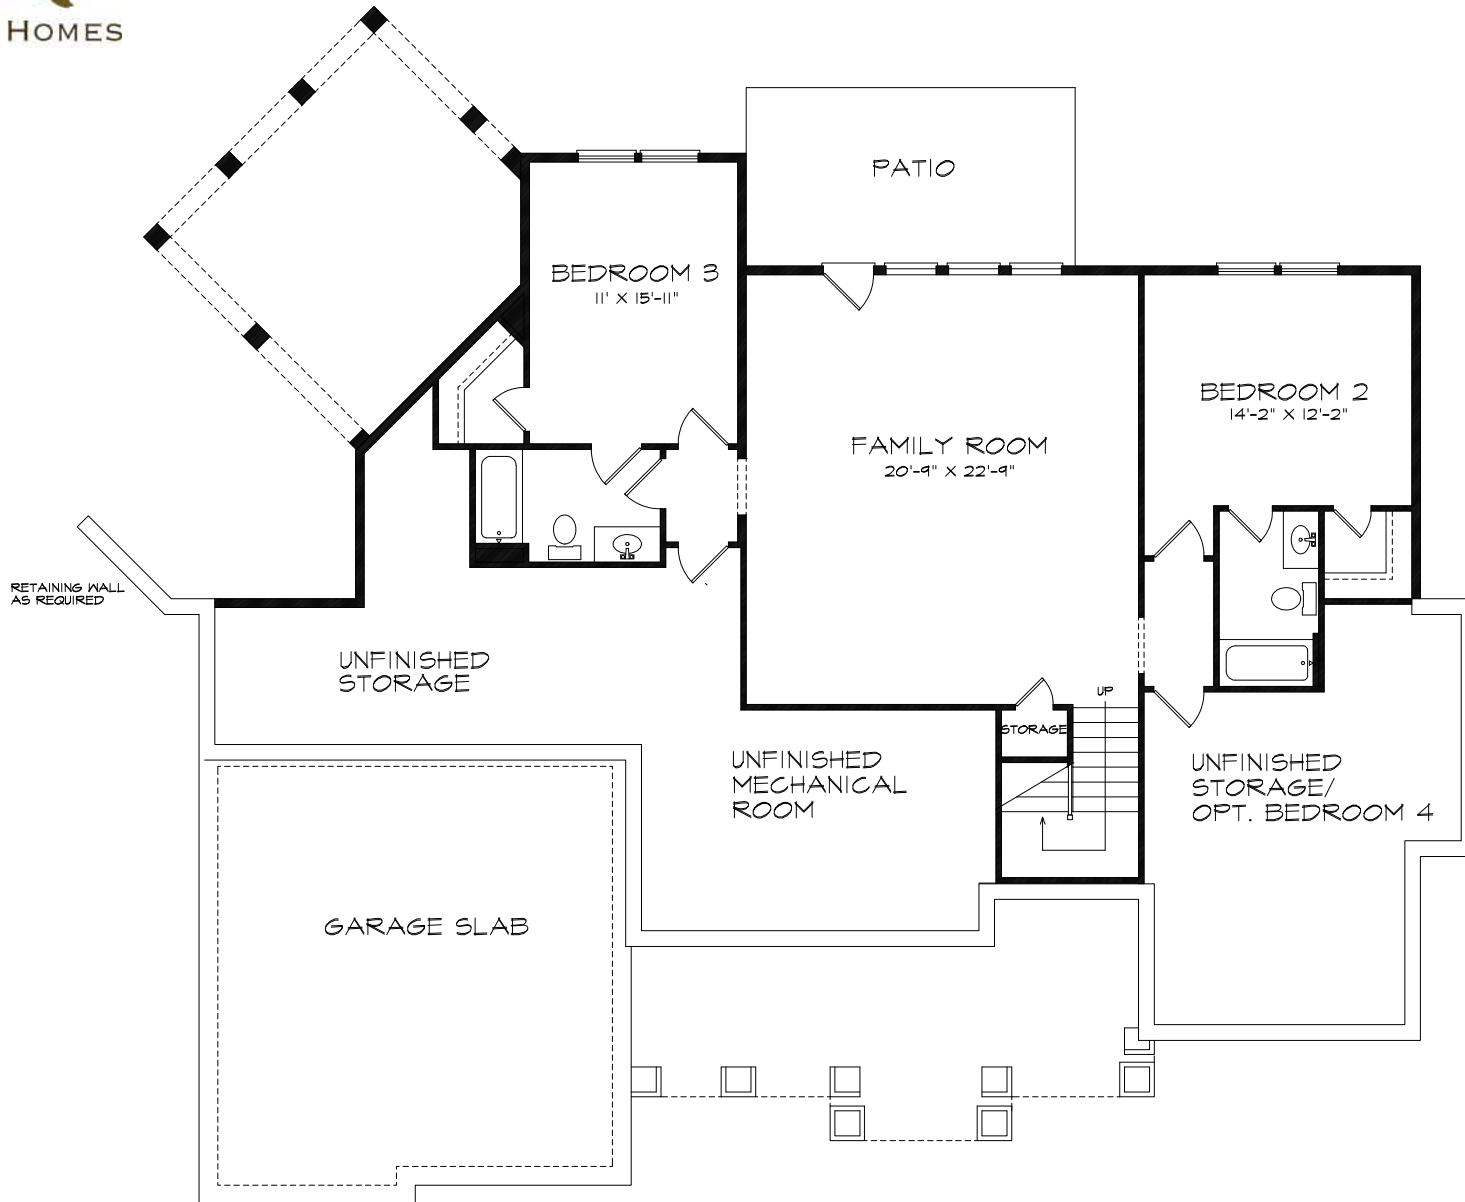 HOMES
PATIO
BEDROOM 3
11' X 15'-11"
BEDROOM 2
14'-2" X 12'-2"
FAMILY ROOM
20'-9" X 22'-9"
RETAINING WALL
AS REQUIRED
UNFINISHED
STORAGE
UP
STORAGE
UNFINISHED
MECHANICAL
ROOM
UNFINISHED
STORAGE/
OPT. BEDROOM 4
GARAGE SLAB